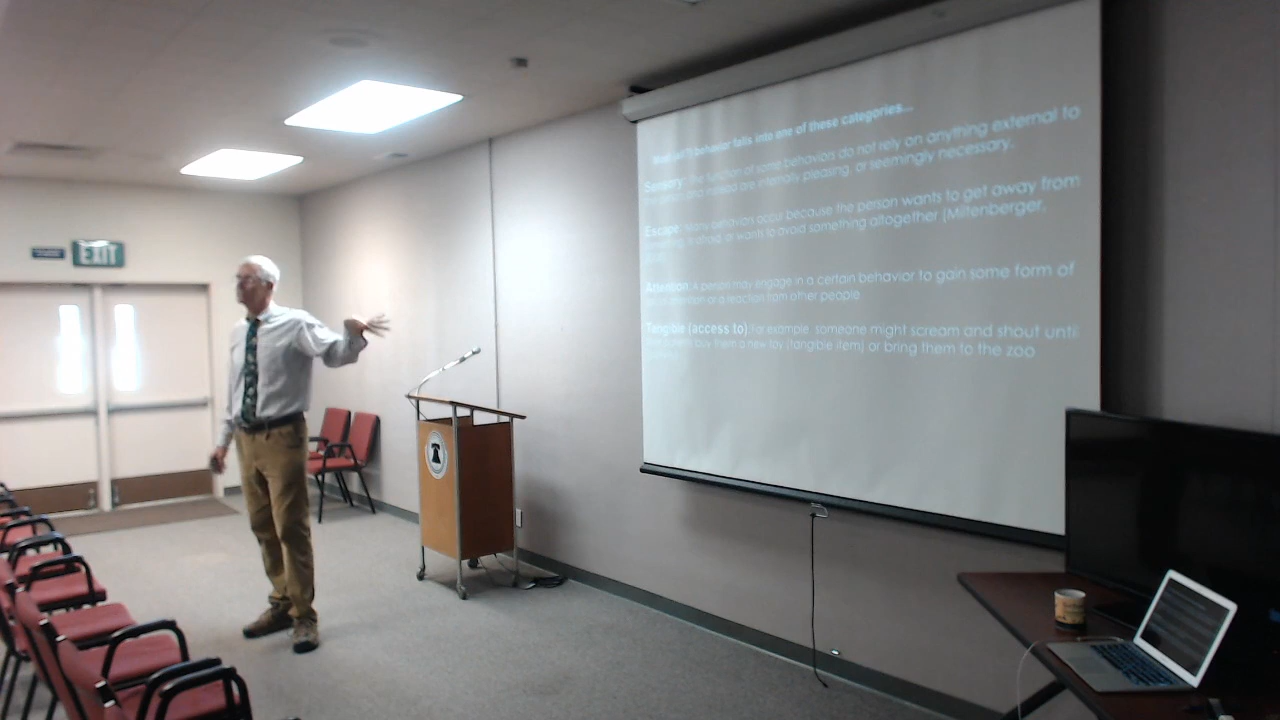 EXIT
behavior falls into one of these categories...
Sensory: The function of some behaviors do not rely on anything external to
and instead are internally pleasing, or seemingly necessary.
Escape: Many behaviors occur because the person wants to get away from
or wants to avoid something altogether (Miltenberger,
Attention: A person may engage in a certain behavior to gain some form of
attention or a reaction from other people
Tangible (access to): For example, someone might scream and shout until
buy them a new toy (tangible item) or bring them to the zoo